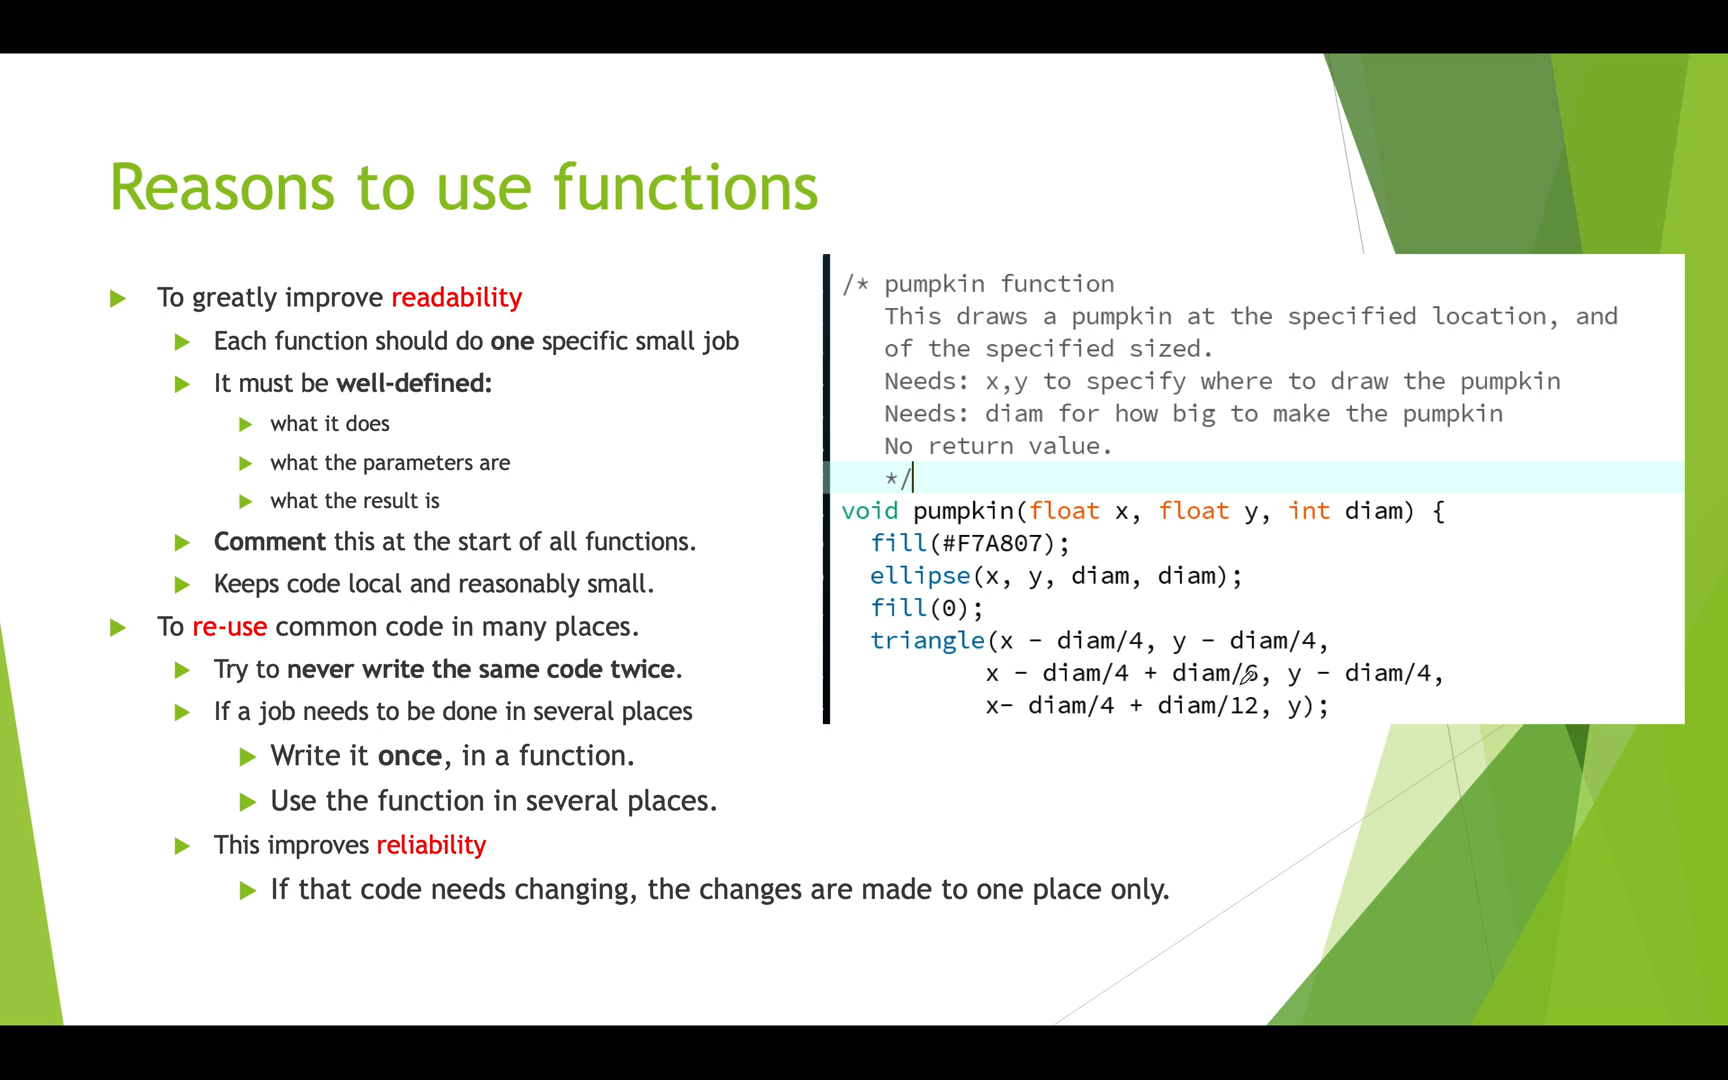 Reasons to use functions
To greatly improve readability
Each function should do one specific small job
It must be well-defined:
what it does
what the parameters are
what the result is
Comment this at the start of all functions.
Keeps code local and reasonably small.
To re-use common code in many places.
Try to never write the same code twice.
If a job needs to be done in several places
Write it once, in a function.
Use the function in several places.
This improves reliability
If that code needs changing, the changes are made to one place only.
/* pumpkin function
This draws a pumpkin at the specified location, and
of the specified sized.
Needs: x,y to specify where to draw the pumpkin
Needs: diam for how big to make the pumpkin
No return value.
*/
void pumpkin(float x, float y, int diam) {
fill(#F7A807);
ellipse(x, y, diam, diam);
fill(0);
triangle(x - diam/4, y - diam/4,
x - diam/4 + diam/6, y - diam/4,
x- diam/4 + diam/12, y);